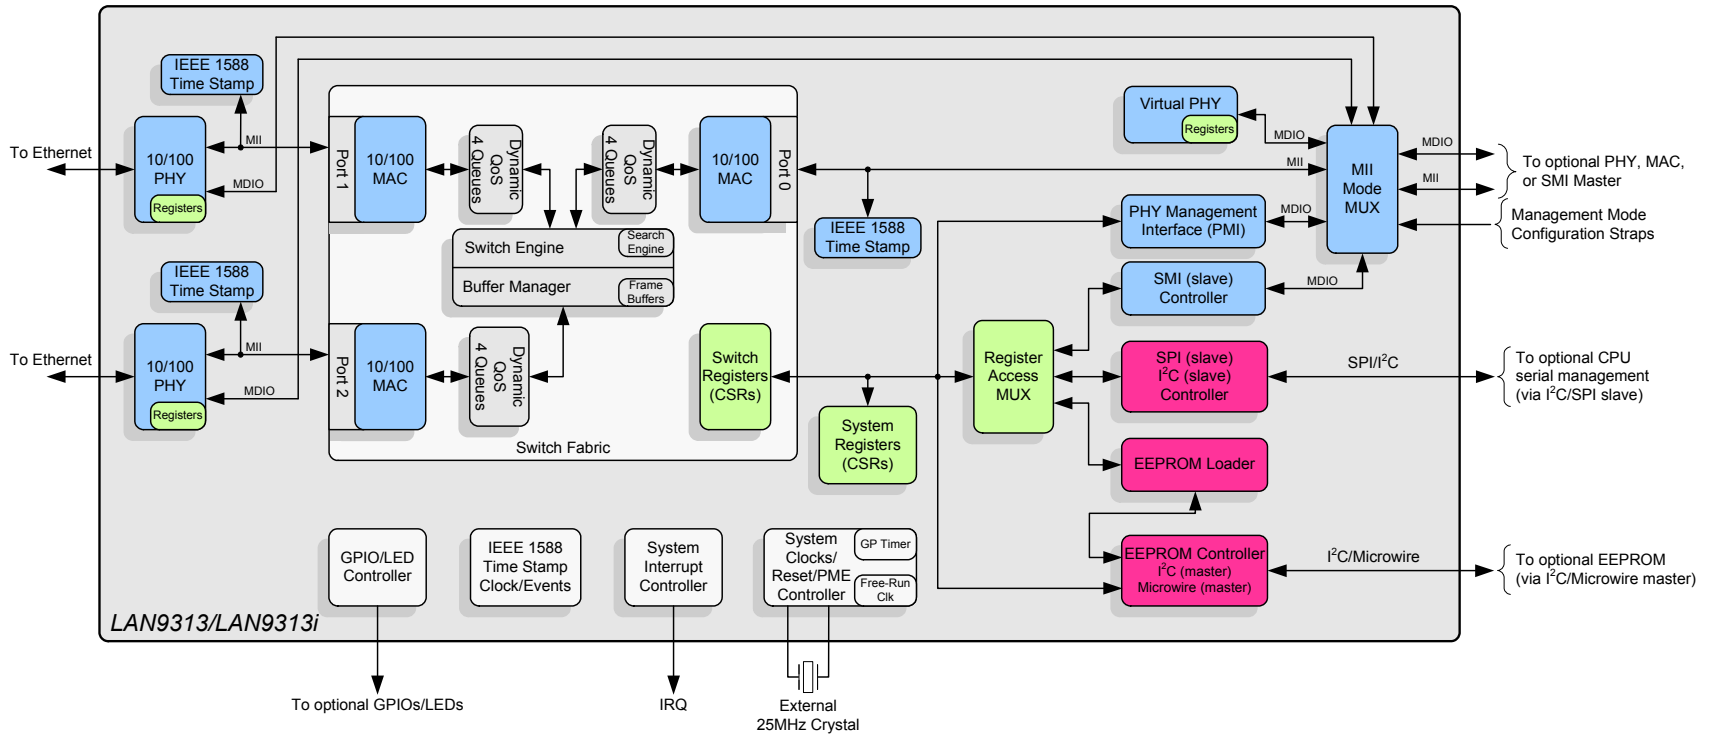 IEEE 1588
Time Stamp
To Ethernet
10/100
PHY
Registers
MII
MDIO
Port 1
10/100
MAC
Dynamic
QoS
4 Queues
Dynamic
QoS
4 Queues
10/100
MAC
Port 0
Switch Engine
Search
Engine
Buffer Manager
Frame
Buffers
IEEE 1588
Time Stamp
To Ethernet
10/100
PHY
Registers
MII
MDIO
Port 2
10/100
MAC
Dynamic
QoS
4 Queues
Switch
Registers
(CSRs)
Switch Fabric
IEEE 1588
Time Stamp
System
Registers
(CSRs)
Virtual PHY
Registers
MDIO
MII
MII
Mode
MUX
MDIO
MII
To optional PHY, MAC,
or SMI Master
Management Mode
Configuration Straps
PHY Management
Interface (PMI)
MDIO
SMI (slave)
Controller
MDIO
Register
Access
MUX
SPI (slave)
I²C (slave)
Controller
SPI/I²C
To optional CPU
serial management
(via I²C/SPI slave)
EEPROM Loader
EEPROM Controller
I²C (master)
Microwire (master)
I²C/Microwire
To optional EEPROM
(via I²C/Microwire master)
GPIO/LED
Controller
IEEE 1588
Time Stamp
Clock/Events
System
Interrupt
Controller
System
Clocks/
Reset/PME
Controller
GP Timer
Free-Run
Clk
LAN9313/LAN9313i
To optional GPIOs/LEDs
IRQ
External
25MHz Crystal